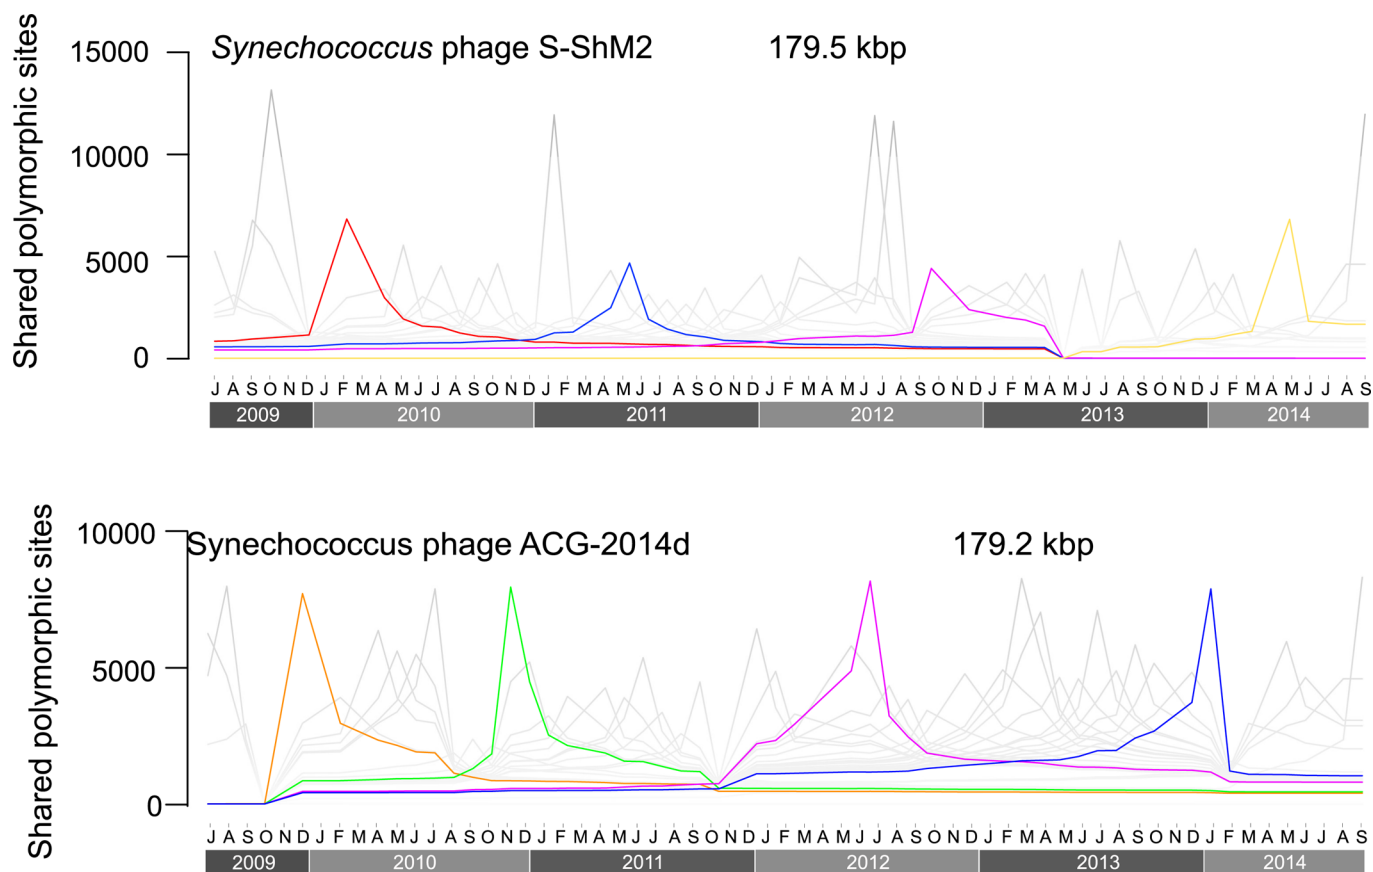 Shared polymorphic sites
Synechococcus phage S-ShM2 179.5 kbp
15000
10000
5000
0
J A S O N D J F M A M J J A S O N D J F M A M J J A S O N D J F M A M J J A S O N D J F M A M J J A S O N D J F M A M J J A S
2009 2010 2011 2012 2013 2014
Shared polymorphic sites
Synechococcus phage ACG-2014d 179.2 kbp
10000
5000
0
J A S O N D J F M A M J J A S O N D J F M A M J J A S O N D J F M A M J J A S O N D J F M A M J J A S O N D J F M A M J J A S
2009 2010 2011 2012 2013 2014